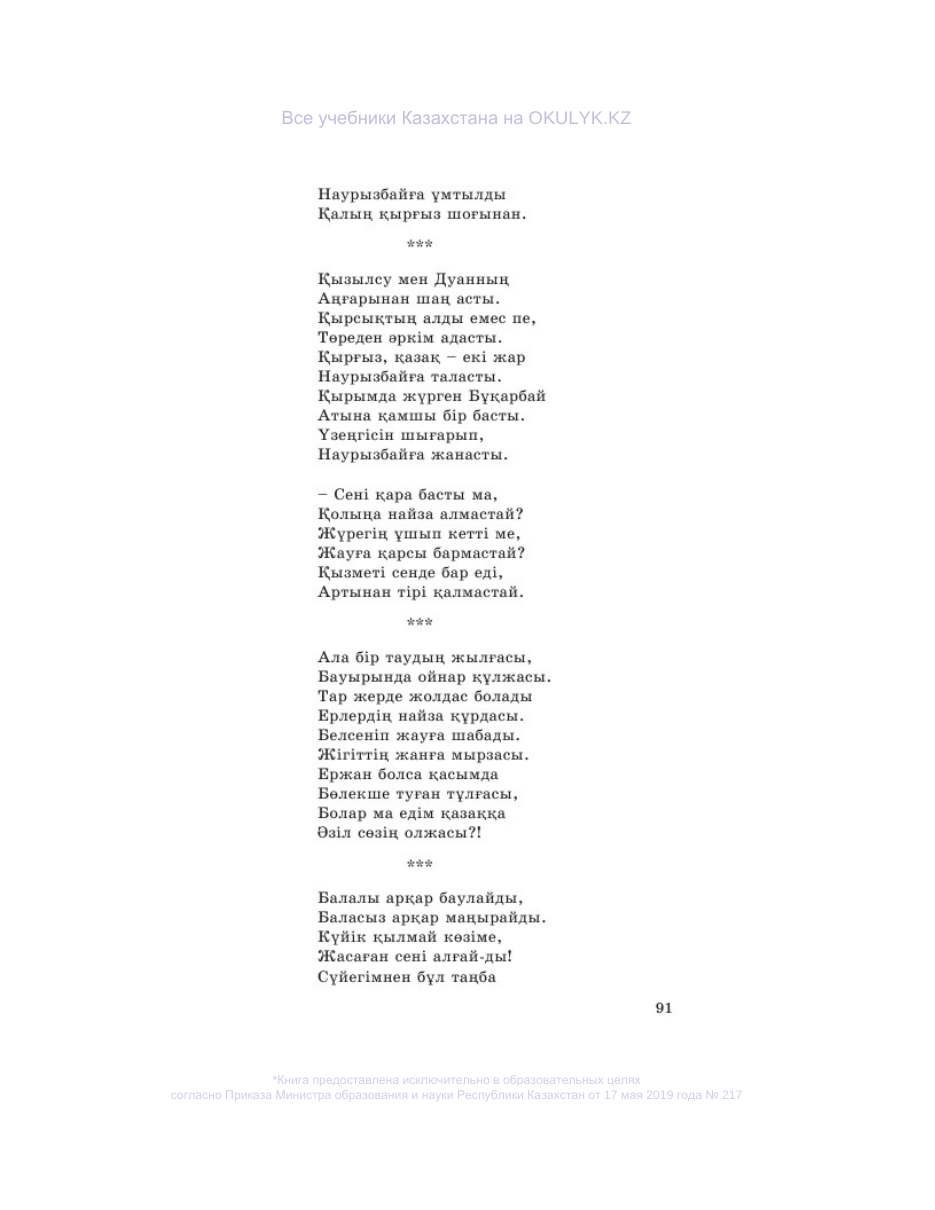 Все учебники Казахстана на OKULYK.KZ
Наурызбайға ұмтылды
Қалың қырғыз шоғынан.
***
Қызылсу мен Дуанның
Аңғарынан шаң асты.
Қырсықтың алды емес пе,
Төреден әркім адасты.
Қырғыз, қазақ – екі жар
Наурызбайға таласты.
Қырымда жүрген Бұқарбай
Атына қамшы бір басты.
Үзеңгісін шығарып,
Наурызбайға жанасты.
– Сені қара басты ма,
Қолыңа найза алмастай?
Жүрегің ұшып кетті ме,
Жауға қарсы бармастай?
Қызметі сенде бар еді,
Артынан тірі қалмастай.
***
Ала бір таудың жылғасы,
Бауырында ойнар құлжасы.
Тар жерде жолдас болады
Ерлердің найза құрдасы.
Белсеніп жауға шабады.
Жігіттің жанға мырзасы.
Ержан болса қасымда
Бөлекше туған тұлғасы,
Болар ма едім қазаққа
Әзіл сөзің олжасы?!
***
Балалы арқар баулайды,
Баласыз арқар маңырайды.
Күйік қылмай көзіме,
Жасаған сені алғай-ды!
Сүйегімнен бұл таңба
91
*Книга предоставлена исключительно в образовательных целях
согласно Приказа Министра образования и науки Республики Казахстан от 17 мая 2019 года № 217